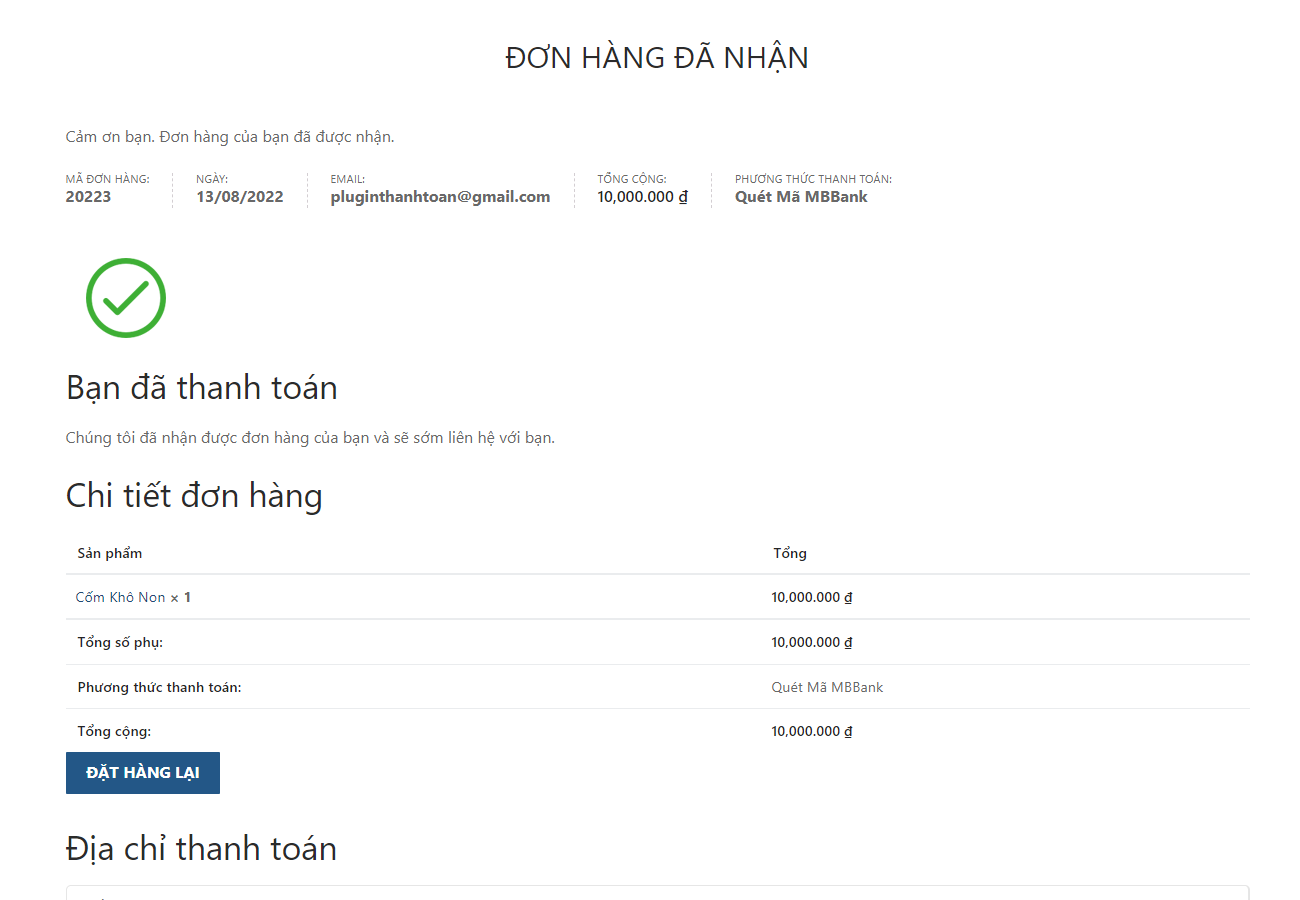 ĐƠN HÀNG ĐÃ NHẬN
Cảm ơn bạn. Đơn hàng của bạn đã được nhận.
MÃ ĐƠN HÀNG: NGÀY: EMAIL: TỔNG CỘNG: PHƯƠNG THỨC THANH TOÁN:
20223 13/08/2022 pluginthanhtoan@gmail.com 10,000.000 ₫ Quét Mã MBBank
Bạn đã thanh toán
Chúng tôi đã nhận được đơn hàng của bạn và sẽ sớm liên hệ với bạn.
Chi tiết đơn hàng
Sản phẩm Tổng
Cốm Khô Non × 1 10,000.000 ₫
Tổng số phụ: 10,000.000 ₫
Phương thức thanh toán: Quét Mã MBBank
Tổng cộng: 10,000.000 ₫
ĐẶT HÀNG LẠI
Địa chỉ thanh toán